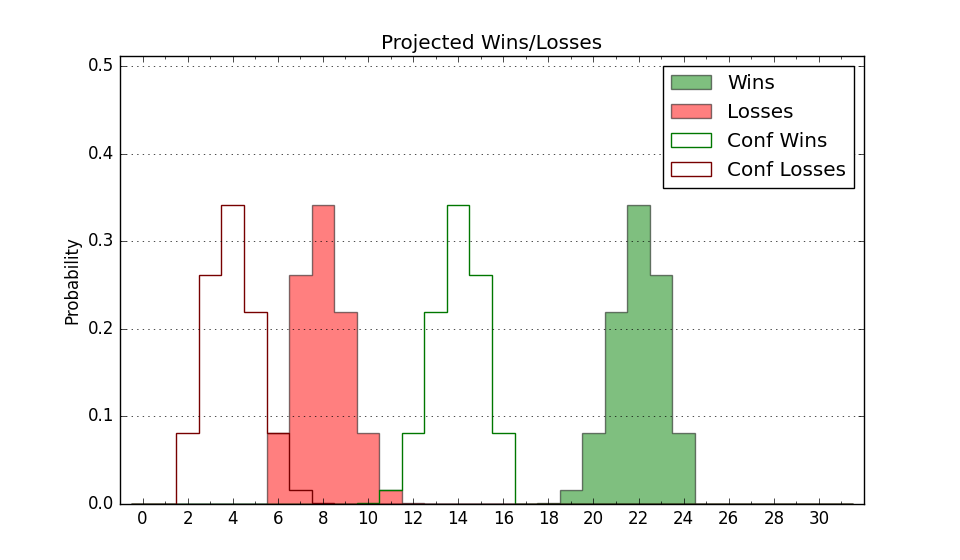 Projected Wins/Losses
Wins
Losses
Conf Wins
Conf Losses
Probability
0.5
0.4
0.3
0.2
0.1
0.0
0 2 4 6 8 10 12 14 16 18 20 22 24 26 28 30